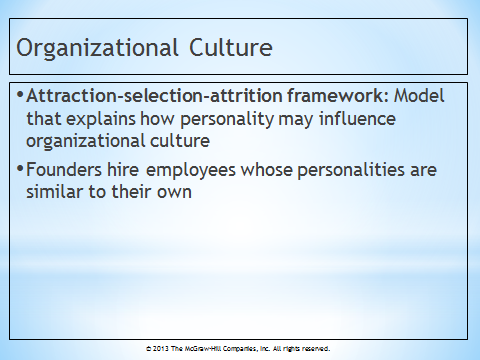 Organizational Culture
•Attraction-selection-attrition framework: Model
that explains how personality may influence
organizational culture
•Founders hire employees whose personalities are
similar to their own
© 2013 The McGraw-Hill Companies, Inc. All rights reserved.